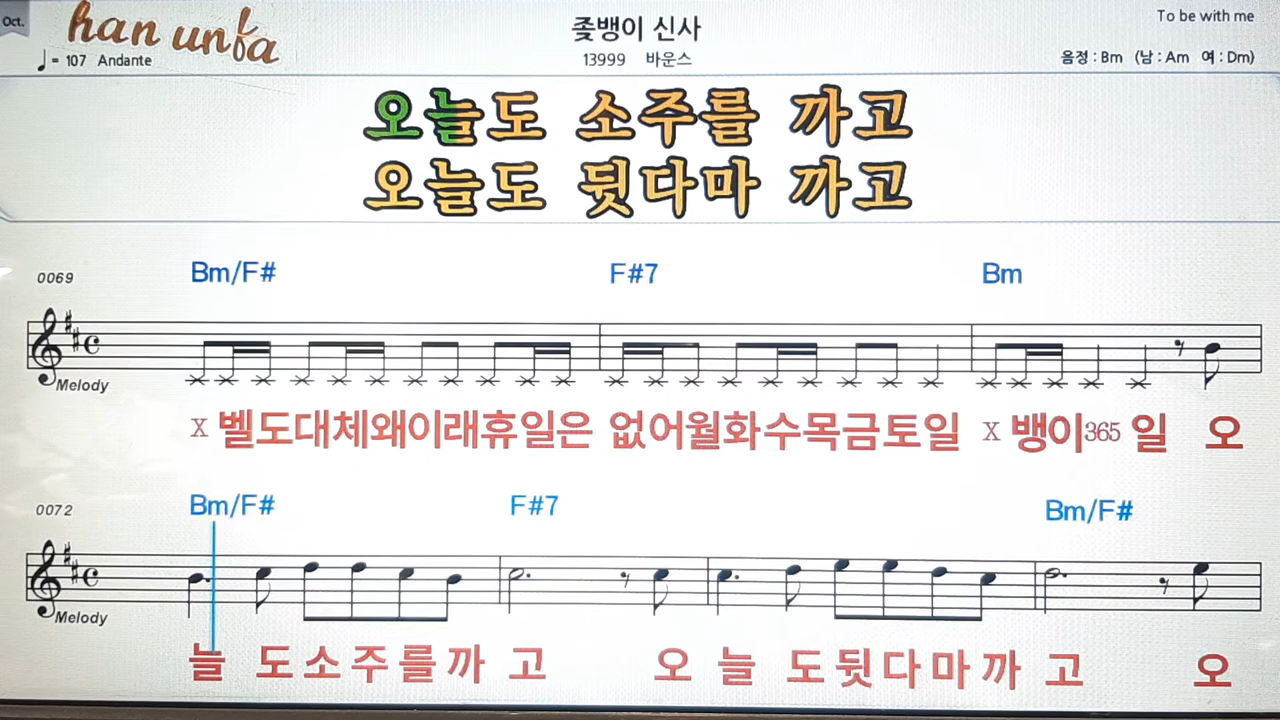 Oct.
han unfa
♩= 107 Andante
좆뱅이 신사
13999 바운스
To be with me
음정 : Bm (남 : Am 여 : Dm)
오늘도 소주를 까고
오늘도 뒷다마 까고
0069
Bm/F# F#7 Bm
Melody
X 벨도대체왜이래휴일은 없어월화수목금토일 X 뱅이365 일 오
0072
Bm/F# F#7 Bm/F#
Melody
늘 도소주를까 고 오 늘 도뒷다마까 고 오